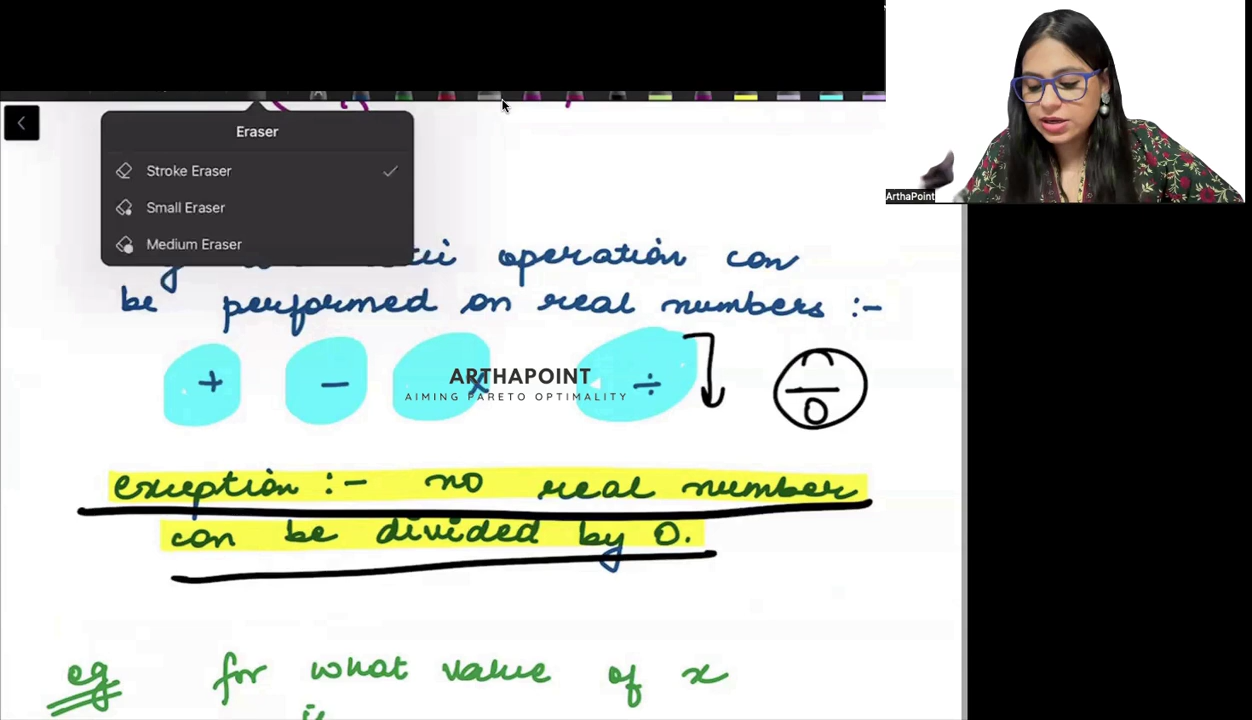 Eraser
Stroke Eraser
Small Eraser
Medium Eraser
ArthaPoint
operation can
be performed on real numbers :-
+ - x ÷
n
0
ARTHAPOINT
AIMING PARETO OPTIMALITY
exception :- no real number
can be divided by 0.
eg for what value of x